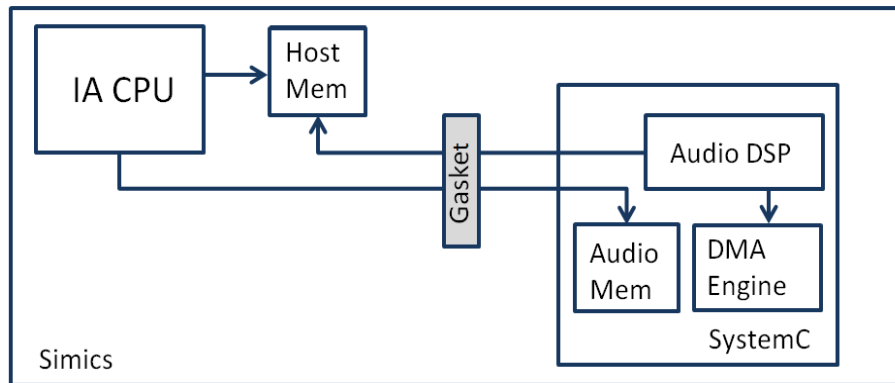 IA CPU
Host
Mem
Gasket
Audio DSP
Audio
Mem
DMA
Engine
SystemC
Simics